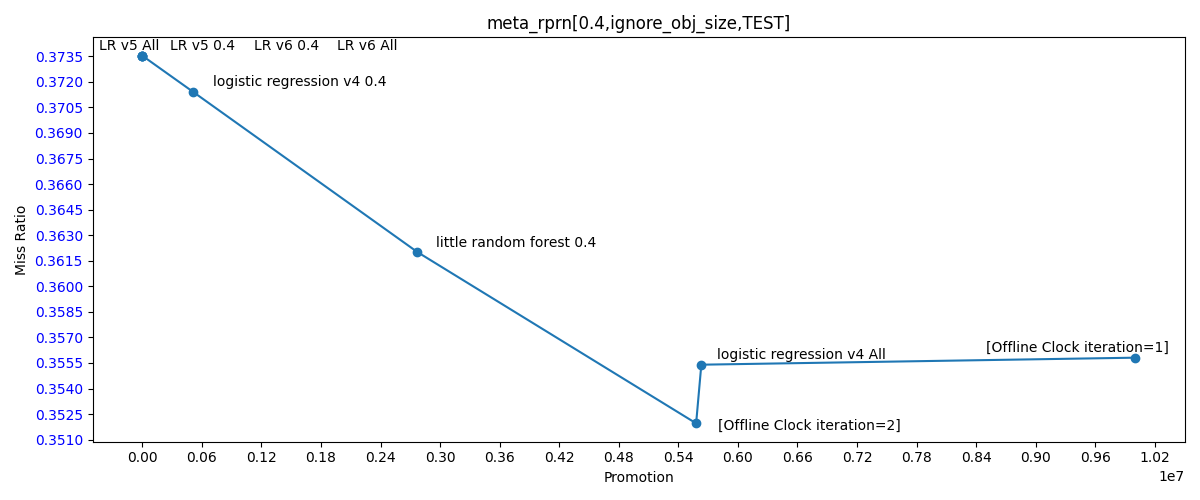 meta_rprn[0.4,ignore_obj_size,TEST]
LR v5 All LR v5 0.4 LR v6 0.4 LR v6 All
logistic regression v4 0.4
little random forest 0.4
[Offline Clock iteration=1]
logistic regression v4 All
[Offline Clock iteration=2]
Miss Ratio
0.3735
0.3720
0.3705
0.3690
0.3675
0.3660
0.3645
0.3630
0.3615
0.3600
0.3585
0.3570
0.3555
0.3540
0.3525
0.3510
0.00 0.06 0.12 0.18 0.24 0.30 0.36 0.42 0.48 0.54 0.60 0.66 0.72 0.78 0.84 0.90 0.96 1.02
1e7
Promotion